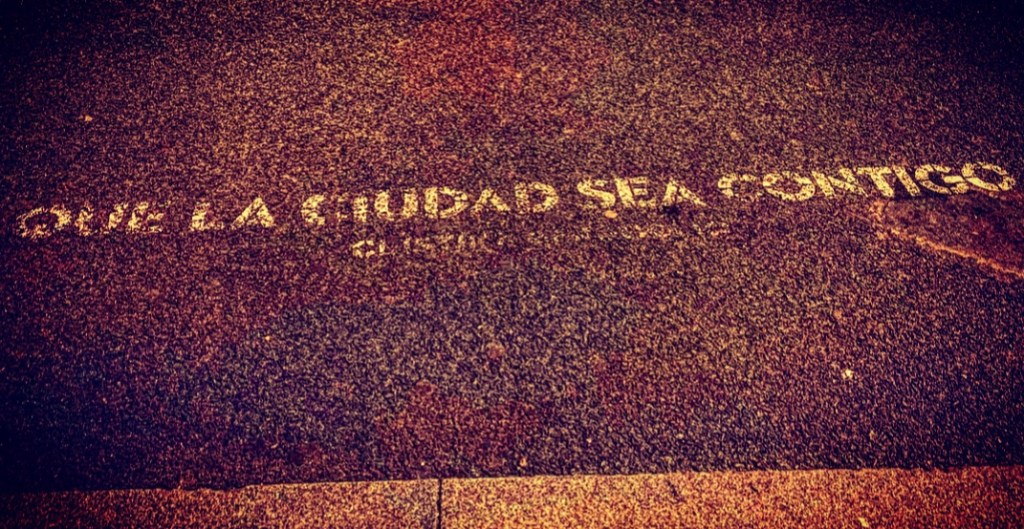 QUE LA CIUDAD SEA CONTIGO